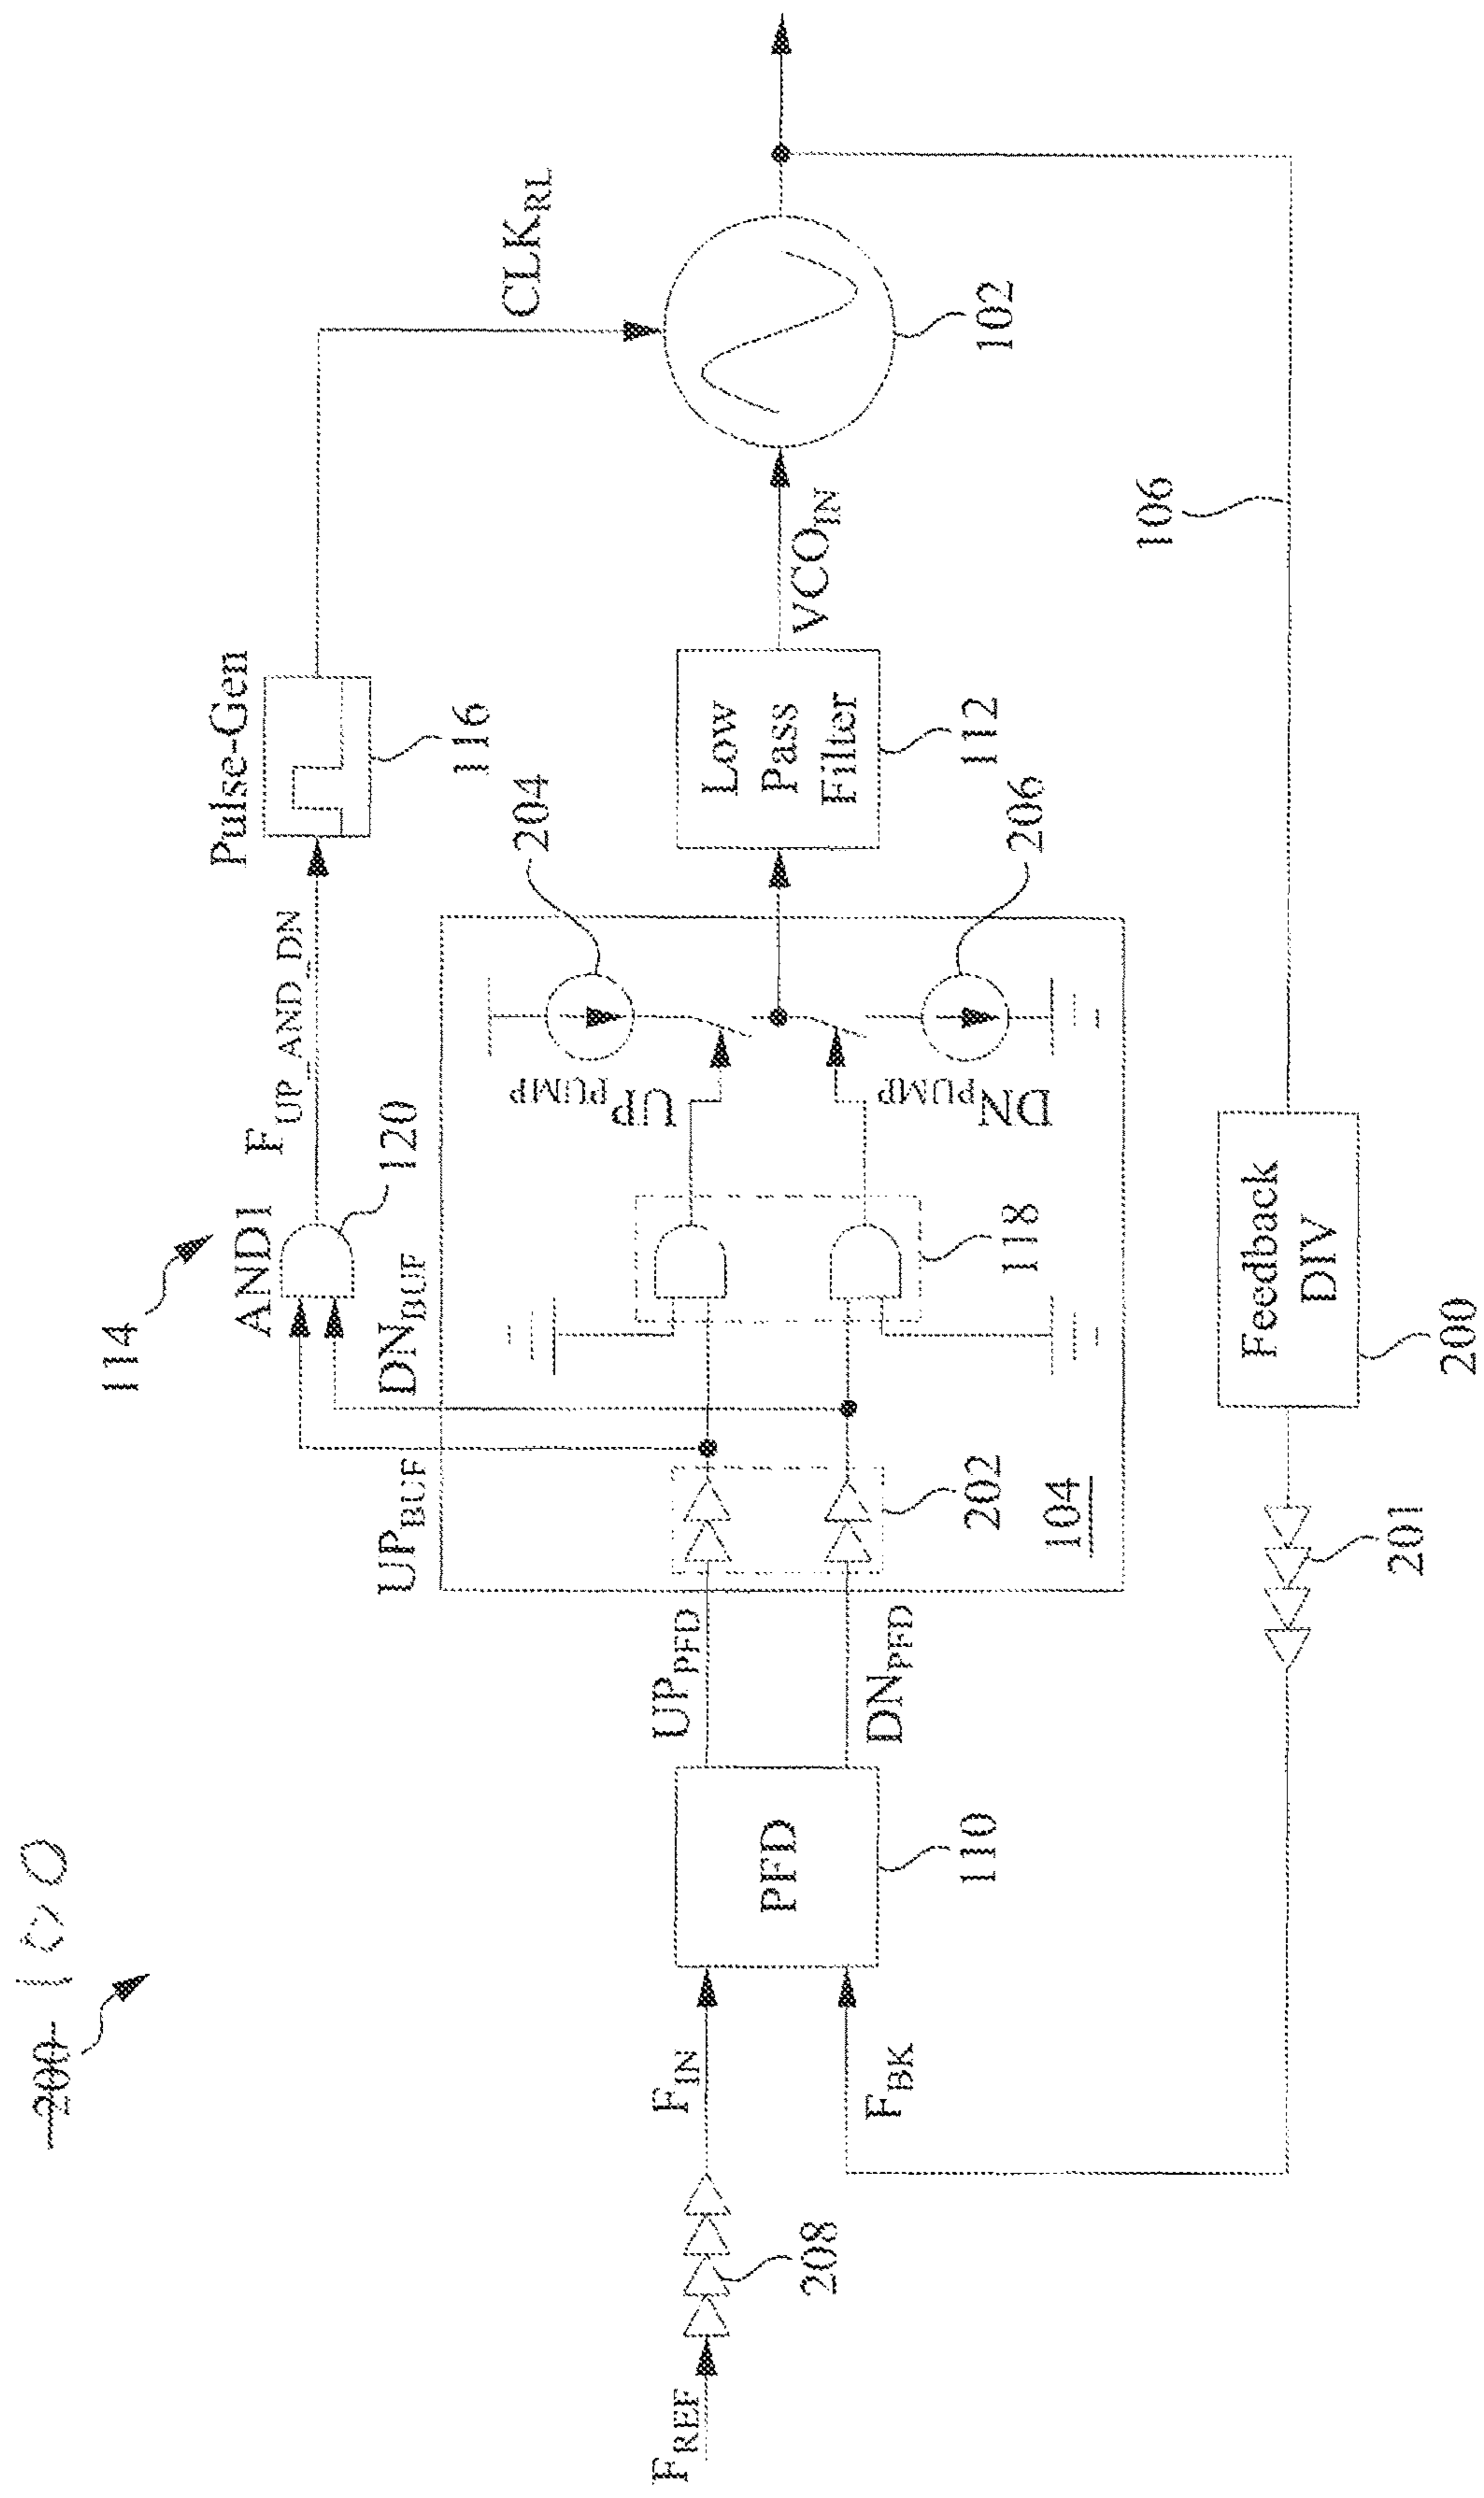 200 100
114
AND1
120
F_UP_AND_DN
Pulse-Gen
116
CLK_RL
UP_BUF
DN_BUF
204
UP_PUMP
DN_PUMP
206
118
202
104
F_REF
208
F_IN
F_BK
PFD
110
UP_PFD
DN_PFD
Low
Pass
Filter
112
VCO_IN
102
106
Feedback
DIV
200
201